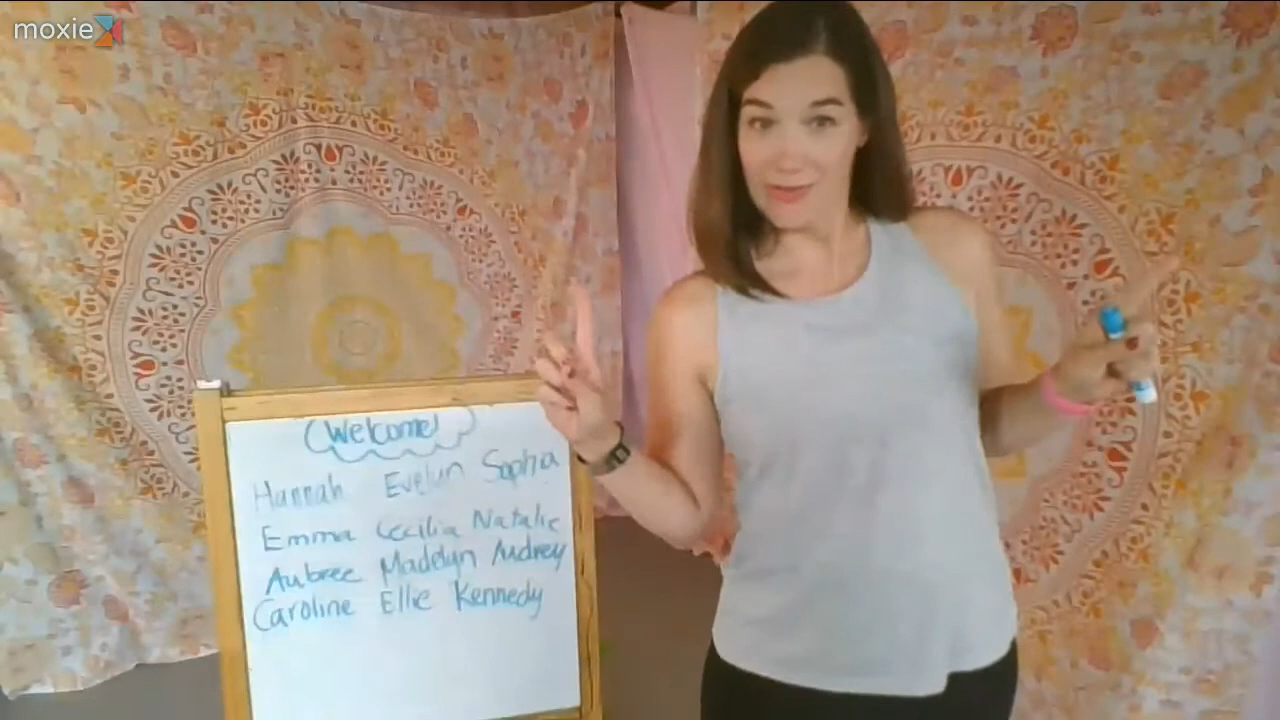 moxie
Welcome!
Hannah Evelyn Sophia
Emma Cecilia Natalie
Aubree Madelyn Audrey
Caroline Ellie Kennedy